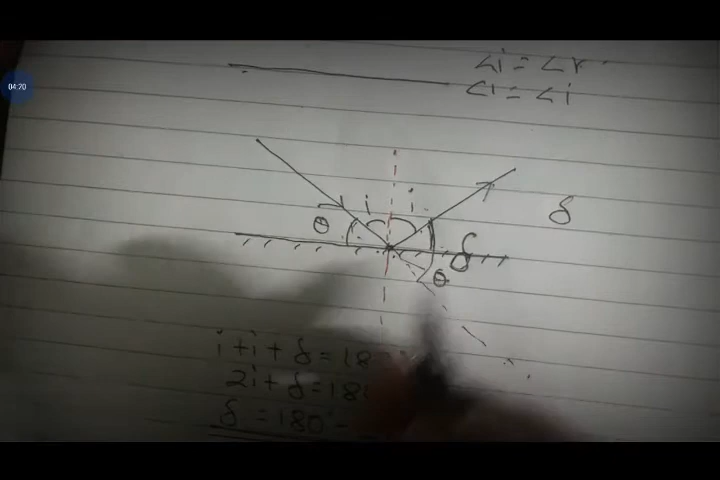 04:20
∠i = ∠r
∠i = ∠i
i i
θ δ
δ
θ
i + i + δ = 18
2i + δ = 18
δ = 180 -